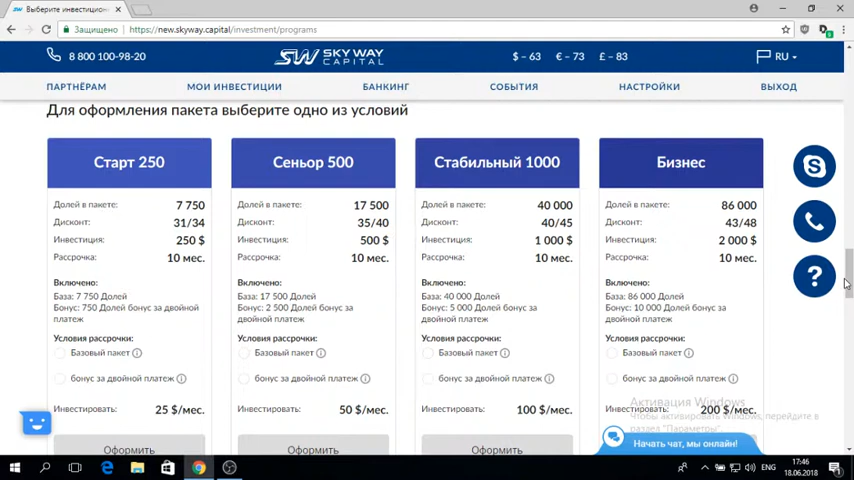 Выберите инвестиционн
Защищено
https://new.skyway.capital/investment/programs
8 800 100-98-20
SW SKY WAY CAPITAL
$ – 63 € – 73 £ – 83
RU
ПАРТНЁРАМ МОИ ИНВЕСТИЦИИ БАНКИНГ СОБЫТИЯ НАСТРОЙКИ ВЫХОД
Для оформления пакета выберите одно из условий
Старт 250
Долей в пакете: 7 750
Дисконт: 31/34
Инвестиция: 250 $
Рассрочка: 10 мес.
Включено:
База: 7 750 Долей
Бонус: 750 Долей бонус за двойной
платеж
Условия рассрочки:
Базовый пакет
бонус за двойной платеж
Инвестировать: 25 $/мес.
Оформить
Сеньор 500
Долей в пакете: 17 500
Дисконт: 35/40
Инвестиция: 500 $
Рассрочка: 10 мес.
Включено:
База: 17 500 Долей
Бонус: 2 500 Долей бонус за
двойной платеж
Условия рассрочки:
Базовый пакет
бонус за двойной платеж
Инвестировать: 50 $/мес.
Оформить
Стабильный 1000
Долей в пакете: 40 000
Дисконт: 40/45
Инвестиция: 1 000 $
Рассрочка: 10 мес.
Включено:
База: 40 000 Долей
Бонус: 5 000 Долей бонус за
двойной платеж
Условия рассрочки:
Базовый пакет
бонус за двойной платеж
Инвестировать: 100 $/мес.
Оформить
Бизнес
Долей в пакете: 86 000
Дисконт: 43/48
Инвестиция: 2 000 $
Рассрочка: 10 мес.
Включено:
База: 86 000 Долей
Бонус: 10 000 Долей бонус за
двойной платеж
Условия рассрочки:
Базовый пакет
бонус за двойной платеж
Инвестировать: 200 $/мес.
?
Активация Windows
Чтобы активировать Windows, перейдите в
раздел "Параметры".
Начать чат, мы онлайн!
ENG
17:46
18.06.2018